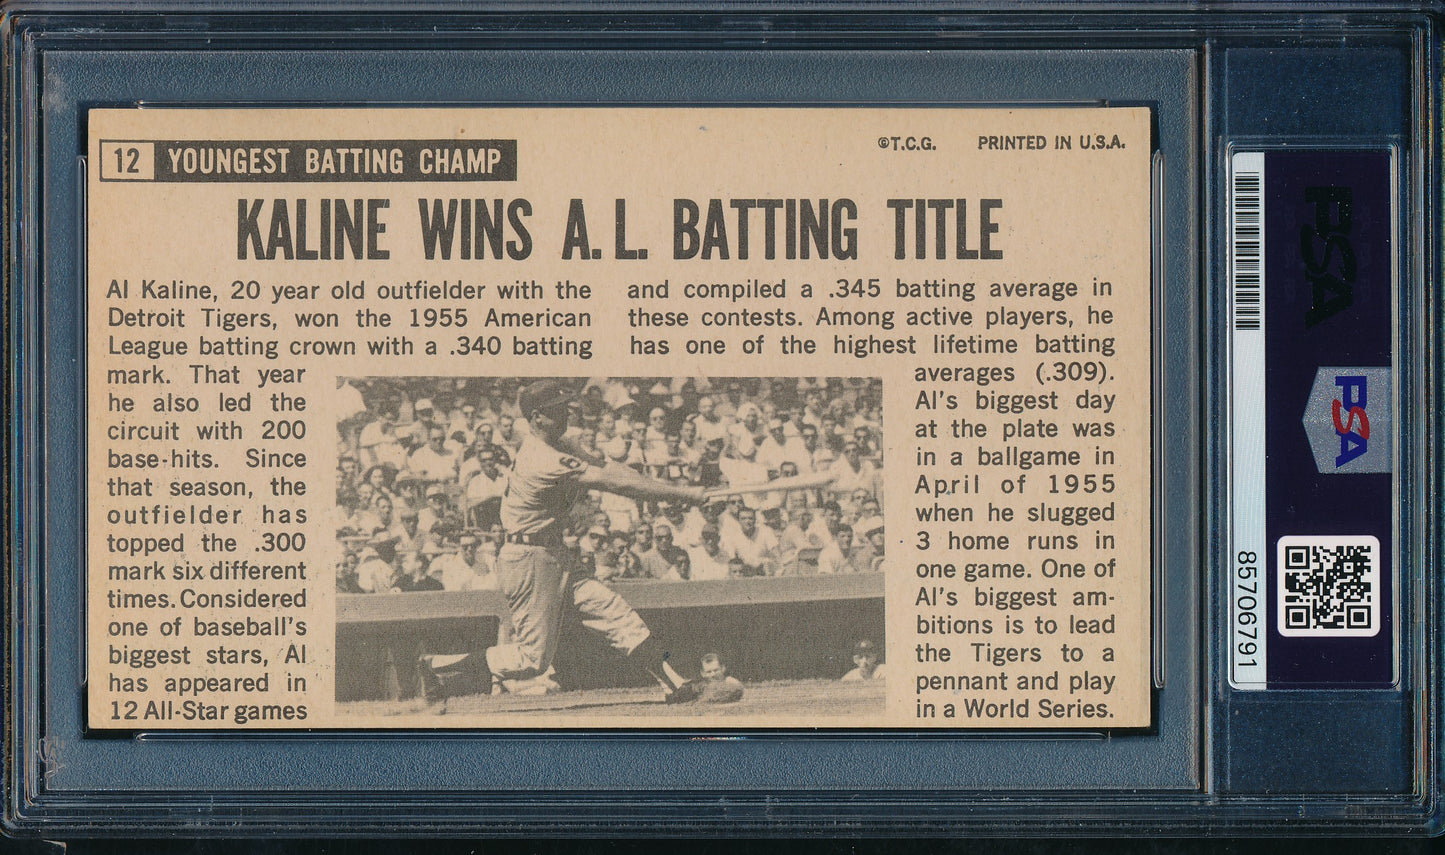 12 YOUNGEST BATTING CHAMP
©T.C.G. PRINTED IN U.S.A.
KALINE WINS A.L. BATTING TITLE
Al Kaline, 20 year old outfielder with the
Detroit Tigers, won the 1955 American
League batting crown with a .340 batting
mark. That year
he also led the
circuit with 200
base-hits. Since
that season, the
outfielder has
topped the .300
mark six different
times. Considered
one of baseball's
biggest stars, Al
has appeared in
12 All-Star games
and compiled a .345 batting average in
these contests. Among active players, he
has one of the highest lifetime batting
averages (.309).
Al's biggest day
at the plate was
in a ballgame in
April of 1955
when he slugged
3 home runs in
one game. One of
Al's biggest am-
bitions is to lead
the Tigers to a
pennant and play
in a World Series.
PSA
PSA
85706791